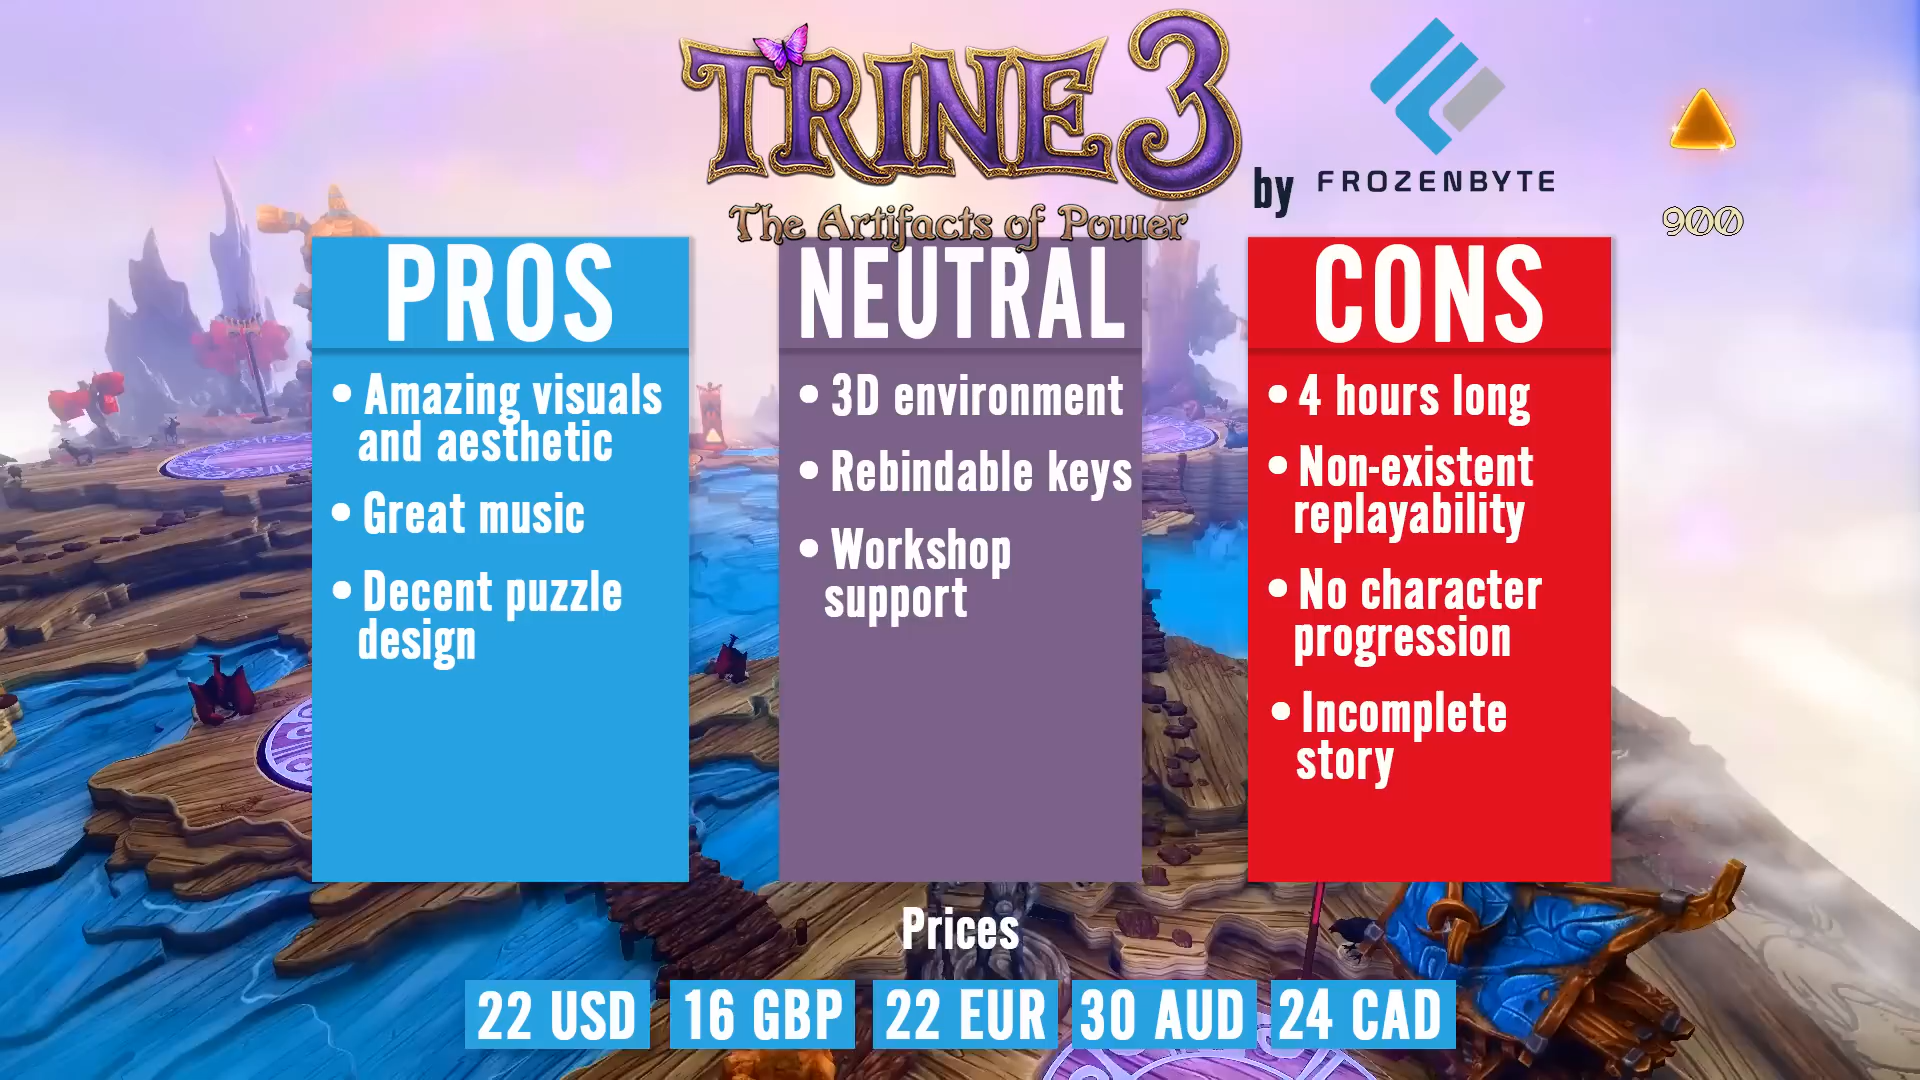 TRINE 3
The Artifacts of Power
by FROZENBYTE
900
PROS
• Amazing visuals
and aesthetic
• Great music
• Decent puzzle
design
NEUTRAL
• 3D environment
• Rebindable keys
• Workshop
support
CONS
• 4 hours long
• Non-existent
replayability
• No character
progression
• Incomplete
story
Prices
22 USD
16 GBP
22 EUR
30 AUD
24 CAD